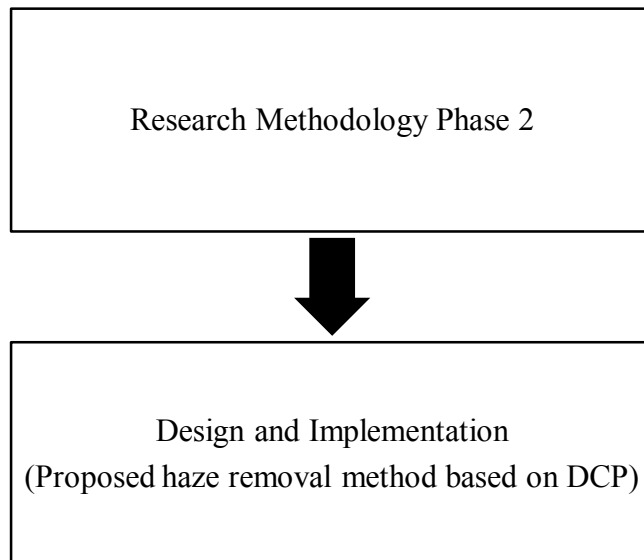 Research Methodology Phase 2
Design and Implementation
(Proposed haze removal method based on DCP)